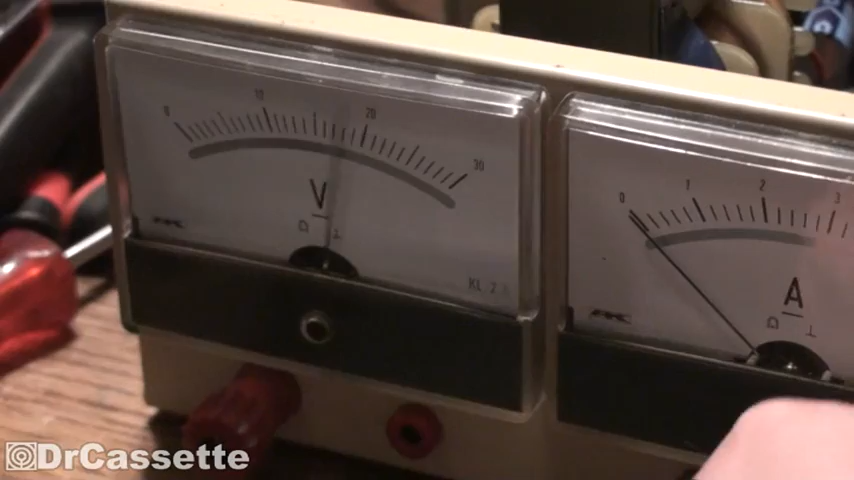 0 10 20 30
V
Ω ⊥
KL. 2
0 1 2 3
A
Ω ⊥
DrCassette